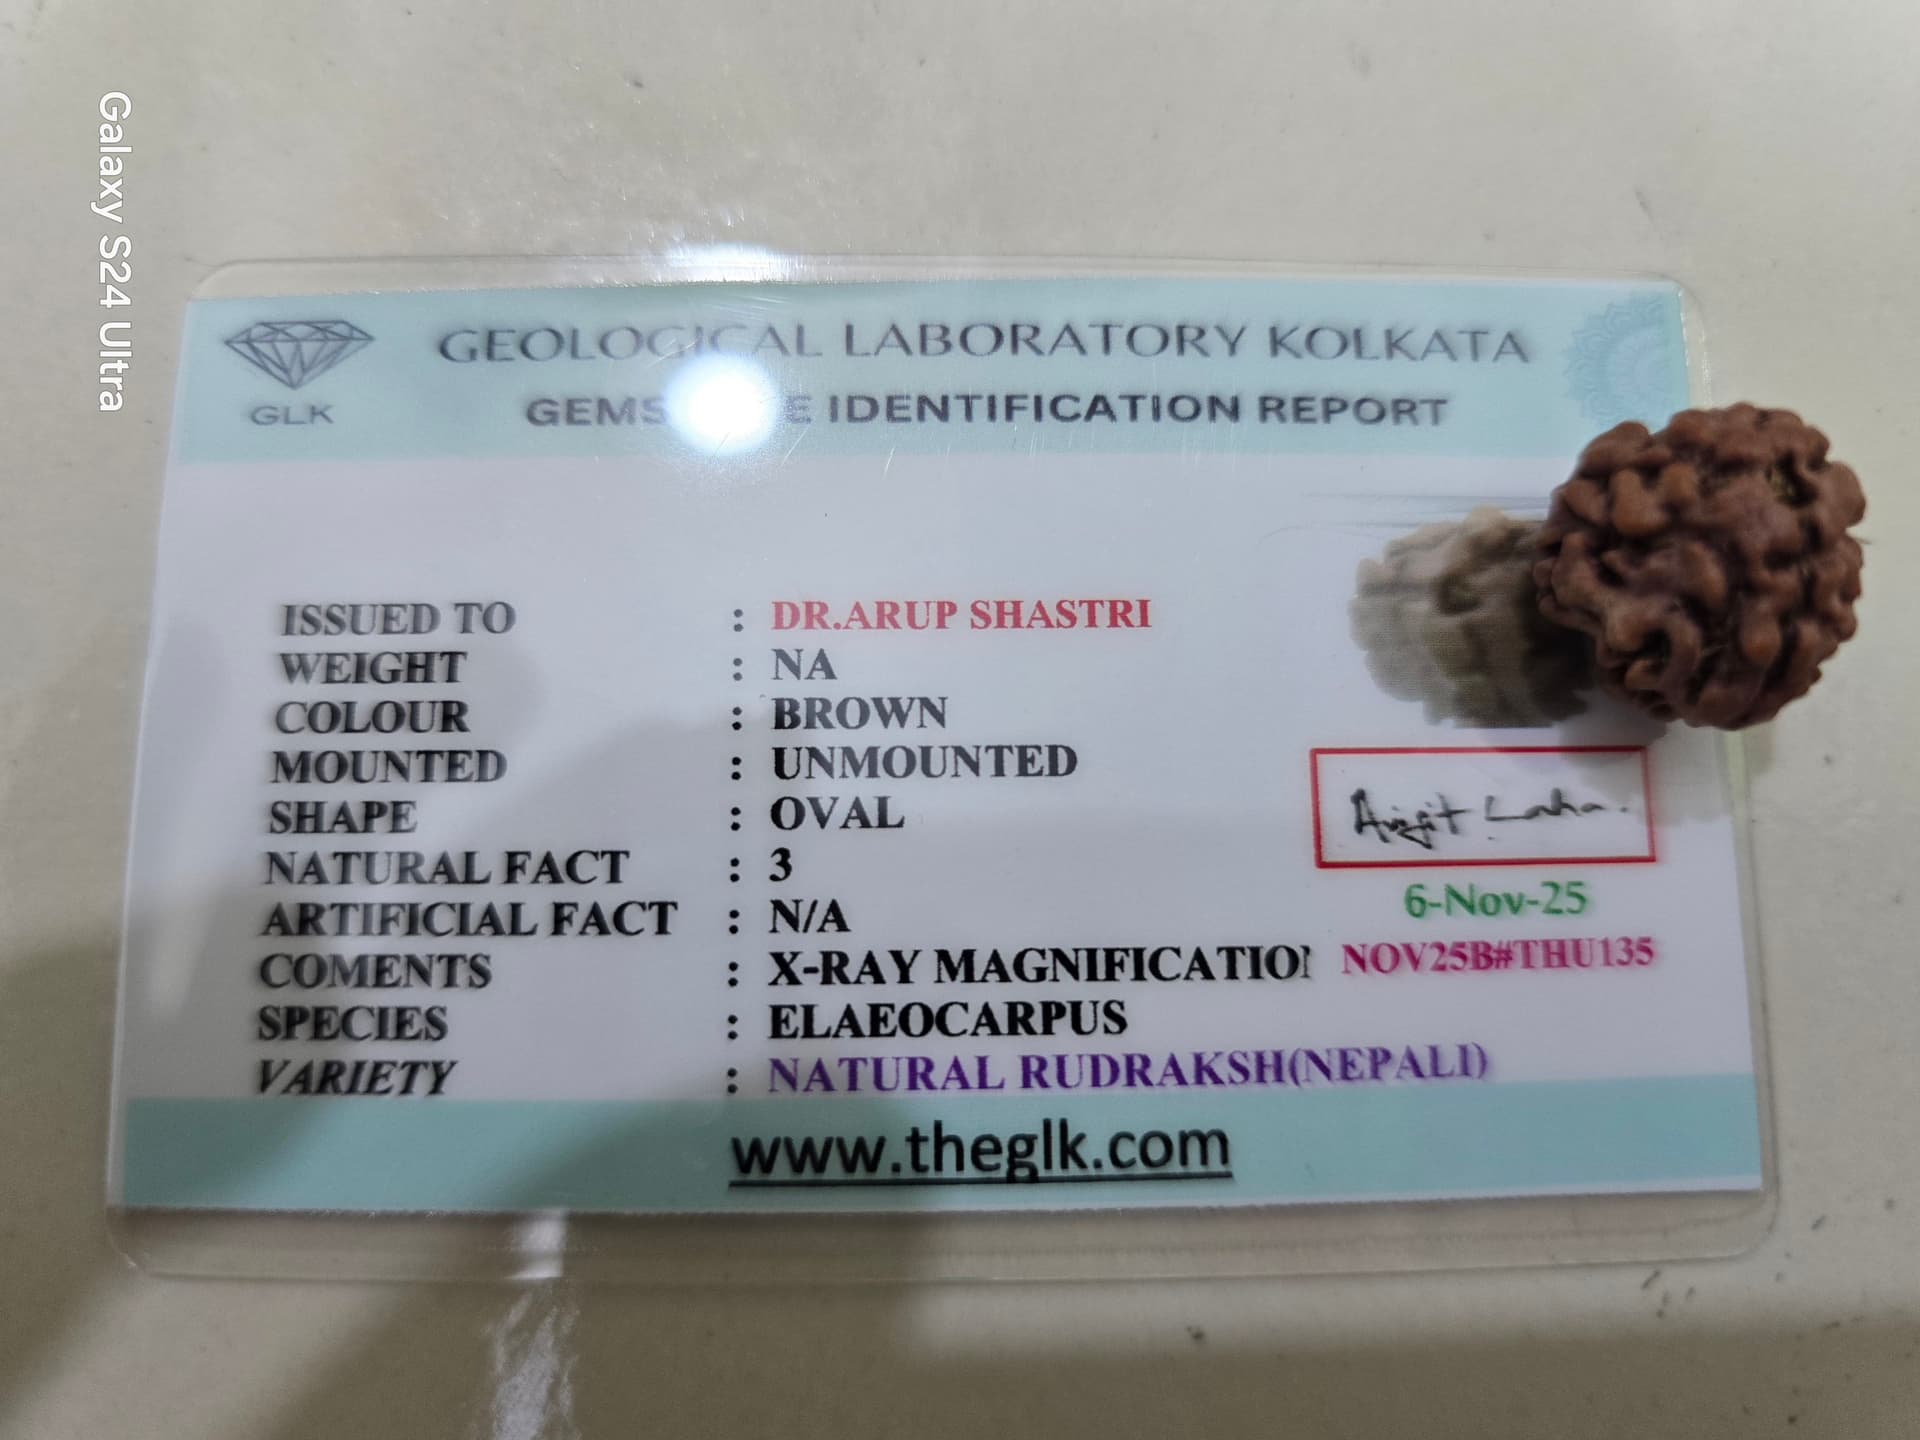 GEOLOGICAL LABORATORY KOLKATA
GLK
IDENTIFICATION REPORT
ISSUED TO : DR.ARUP SHASTRI
WEIGHT : NA
COLOUR : BROWN
MOUNTED : UNMOUNTED
SHAPE : OVAL
NATURAL FACT : 3
ARTIFICIAL FACT : N/A
COMENTS : X-RAY MAGNIFICATION
SPECIES : ELAEOCARPUS
VARIETY : NATURAL RUDRAKSH(NEPALI)
6-Nov-25
NOV25B#THU135
www.theglk.com
Galaxy S24 Ultra